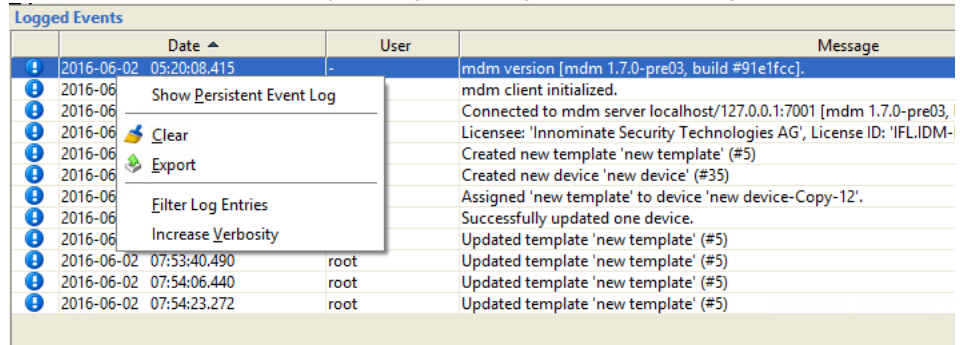 Logged Events
Date User Message
2016-06-02 05:20:08.415 - mdm version [mdm 1.7.0-pre03, build #91e1fcc].
2016-06 mdm client initialized.
Show Persistent Event Log
2016-06 Connected to mdm server localhost/127.0.0.1:7001 [mdm 1.7.0-pre03,
2016-06 Licensee: 'Innominate Security Technologies AG', License ID: 'IFL.IDM-
Clear
2016-06 Created new template 'new template' (#5)
Export
2016-06 Created new device 'new device' (#35)
2016-06 Assigned 'new template' to device 'new device-Copy-12'.
Filter Log Entries
2016-06 Successfully updated one device.
Increase Verbosity
2016-06 Updated template 'new template' (#5)
2016-06-02 07:53:40.490 root Updated template 'new template' (#5)
2016-06-02 07:54:06.440 root Updated template 'new template' (#5)
2016-06-02 07:54:23.272 root Updated template 'new template' (#5)